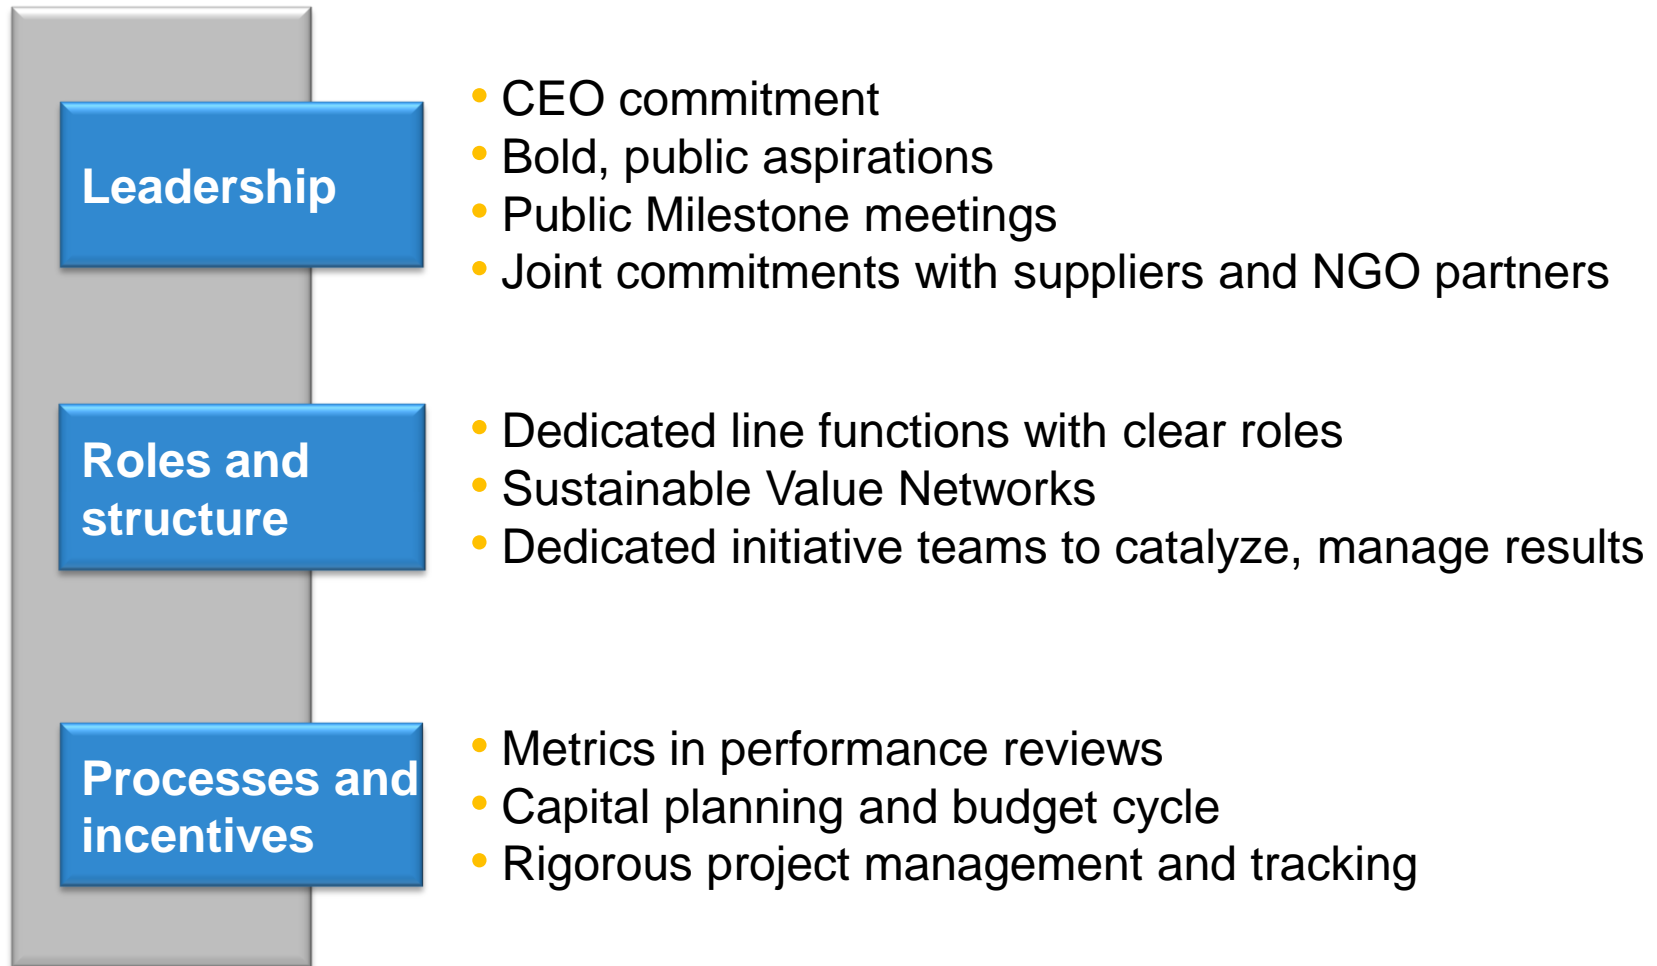 Leadership
• CEO commitment
• Bold, public aspirations
• Public Milestone meetings
• Joint commitments with suppliers and NGO partners
Roles and
structure
• Dedicated line functions with clear roles
• Sustainable Value Networks
• Dedicated initiative teams to catalyze, manage results
Processes and
incentives
• Metrics in performance reviews
• Capital planning and budget cycle
• Rigorous project management and tracking